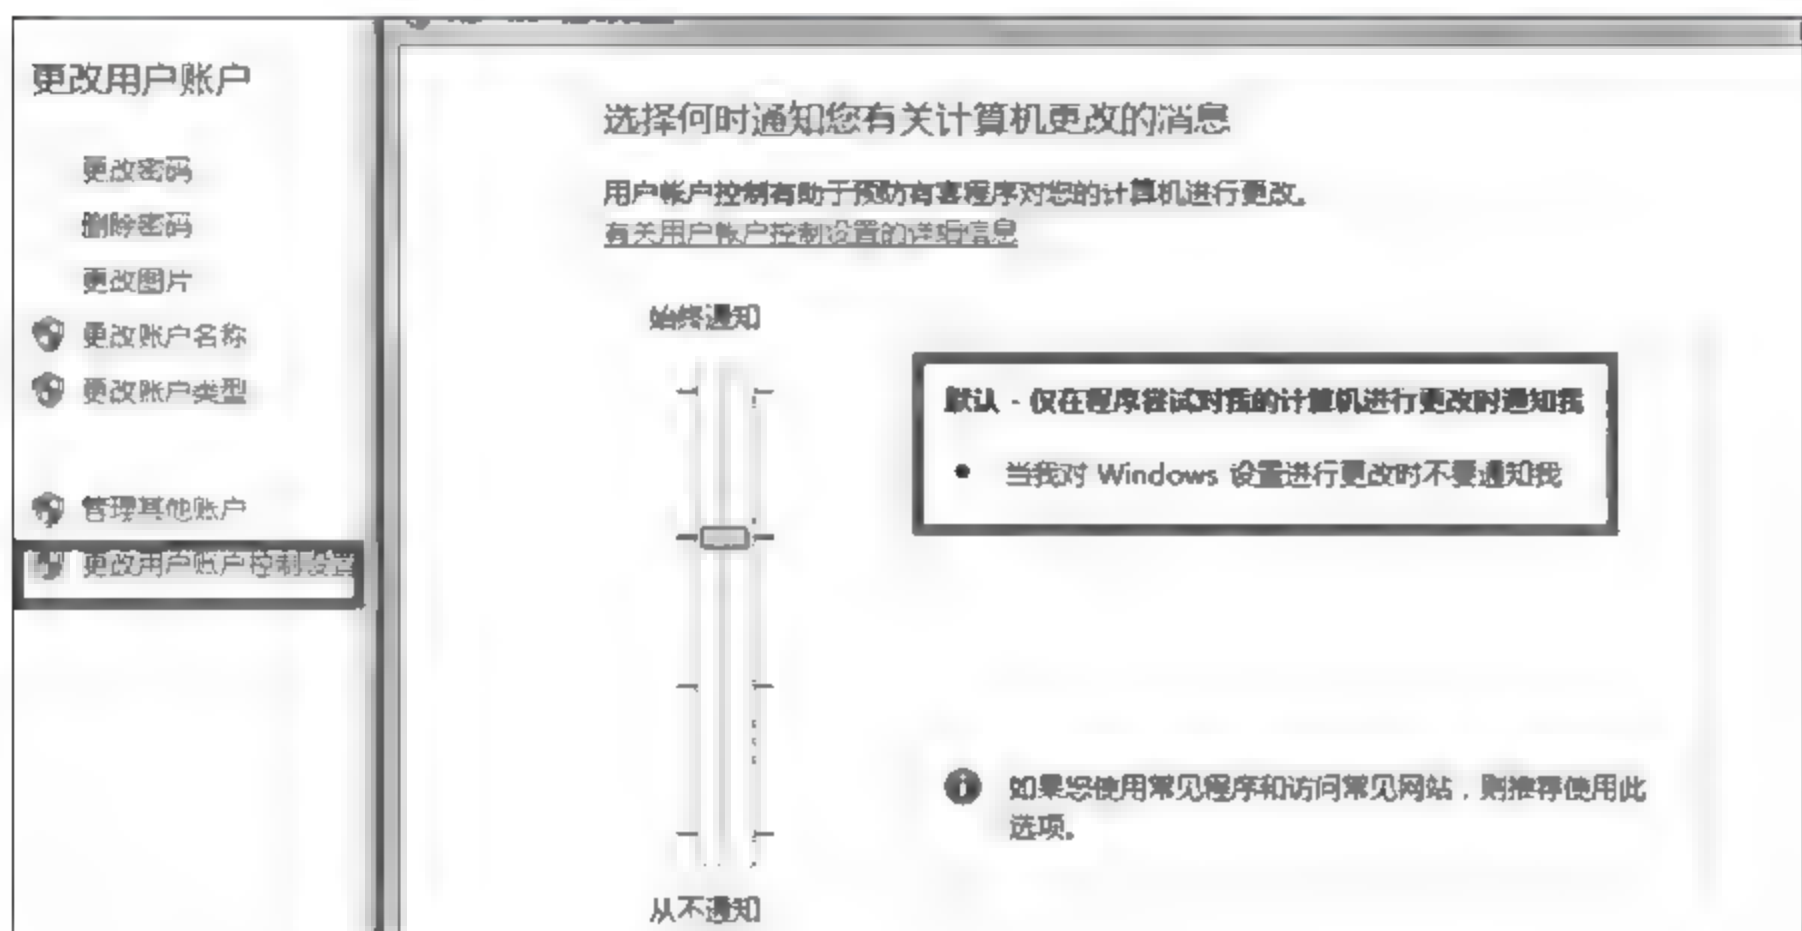 更改用户账户
更改密码
删除密码
更改图片
更改账户名称
更改账户类型
管理其他账户
更改用户账户控制设置
选择何时通知您有关计算机更改的消息
用户帐户控制有助于预防有害程序对您的计算机进行更改。
有关用户帐户控制设置的详细信息
始终通知
默认 - 仅在程序尝试对我的计算机进行更改时通知我
• 当我对 Windows 设置进行更改时不要通知我
如果您使用常见程序和访问常见网站，则推荐使用此
选项。
从不通知